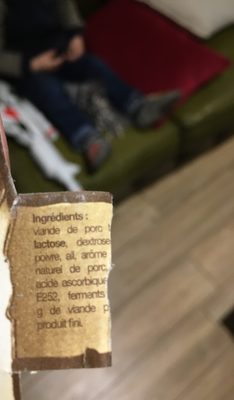 Ingrédients :
viande de porc
lactose, dextrose
poivre, ail, arôme
naturel de porc,
acide ascorbique
E252, ferments
g de viande p
produit fini.